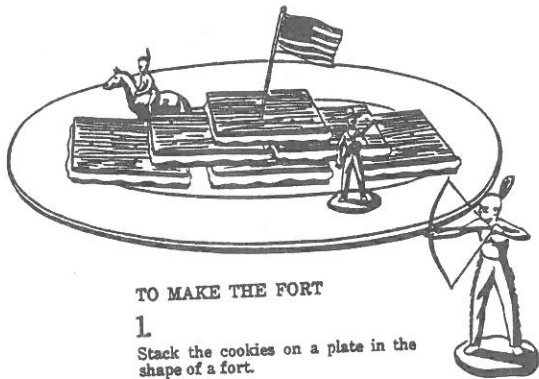 TO MAKE THE FORT
1.
Stack the cookies on a plate in the
shape of a fort.